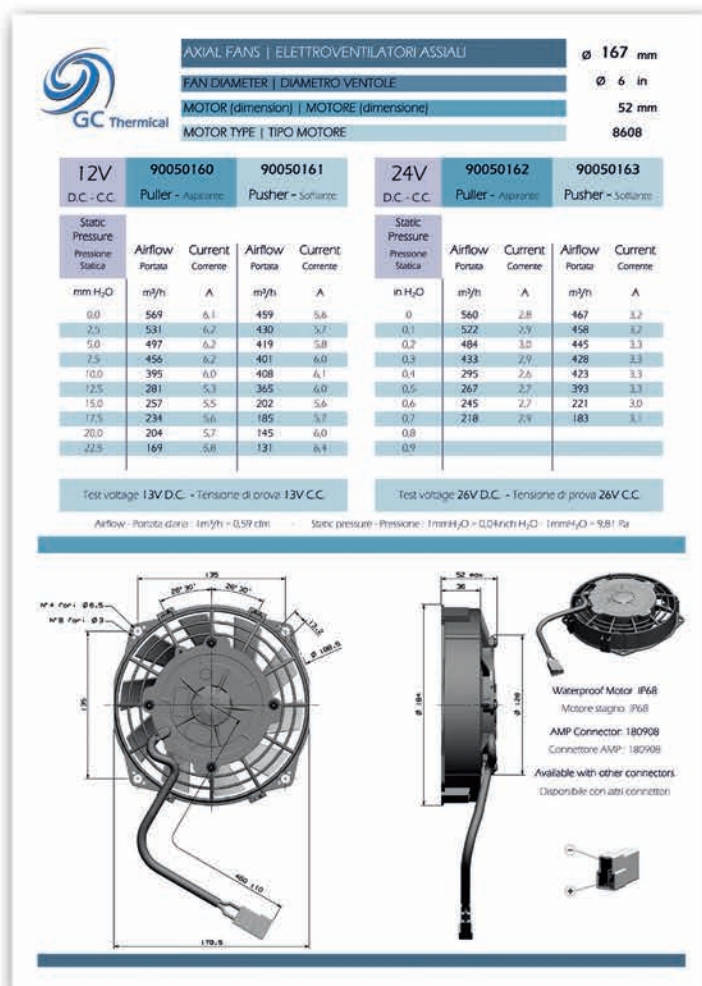 AXIAL FANS | ELETTROVENTILATORI ASSIALI Ø 167 mm
FAN DIAMETER | DIAMETRO VENTOLE Ø 6 in
MOTOR (dimension) | MOTORE (dimensione) 52 mm
MOTOR TYPE | TIPO MOTORE 8608
GC Thermical
12V 90050160 90050161
D.C. - C.C. Puller - Aspirante Pusher - Soffiante
Static Pressure
Pressione Statica
Airflow Current Airflow Current
Portata Corrente Portata Corrente
mm H₂O m³/h A m³/h A
0,0 569 6,1 459 5,6
2,5 531 6,2 430 5,7
5,0 497 6,2 419 5,8
7,5 456 6,2 401 6,0
10,0 395 6,0 408 6,1
12,5 281 5,3 365 6,0
15,0 257 5,5 202 5,6
17,5 234 5,6 185 5,7
20,0 204 5,7 145 6,0
22,5 169 5,8 131 6,4
Test voltage 13V D.C. - Tensione di prova 13V C.C.
24V 90050162 90050163
D.C. - C.C. Puller - Aspirante Pusher - Soffiante
Static Pressure
Pressione Statica
Airflow Current Airflow Current
Portata Corrente Portata Corrente
in H₂O m³/h A m³/h A
0 560 2,8 467 3,2
0,1 522 2,9 458 3,2
0,2 484 3,0 445 3,3
0,3 433 2,9 428 3,3
0,4 295 2,6 423 3,3
0,5 267 2,7 393 3,3
0,6 245 2,7 221 3,0
0,7 218 2,9 183 3,1
0,8
0,9
Test voltage 26V D.C. - Tensione di prova 26V C.C.
Airflow - Portata d'aria : 1m³/h = 0,59 cfm - Static pressure - Pressione : 1mmH₂O = 0,04inch H₂O - 1mmH₂O = 9,81 Pa
135
26°30' 26°30'
N°4 fori Ø6.5
N°8 fori Ø3
13.2
Ø 188.5
135
460 ±10
178.5
52 max
36
Ø 184
Ø 128
Waterproof Motor: IP68
Motore stagno: IP68
AMP Connector: 180908
Connettore AMP: 180908
Available with other connectors
Disponibile con altri connettori
-
+